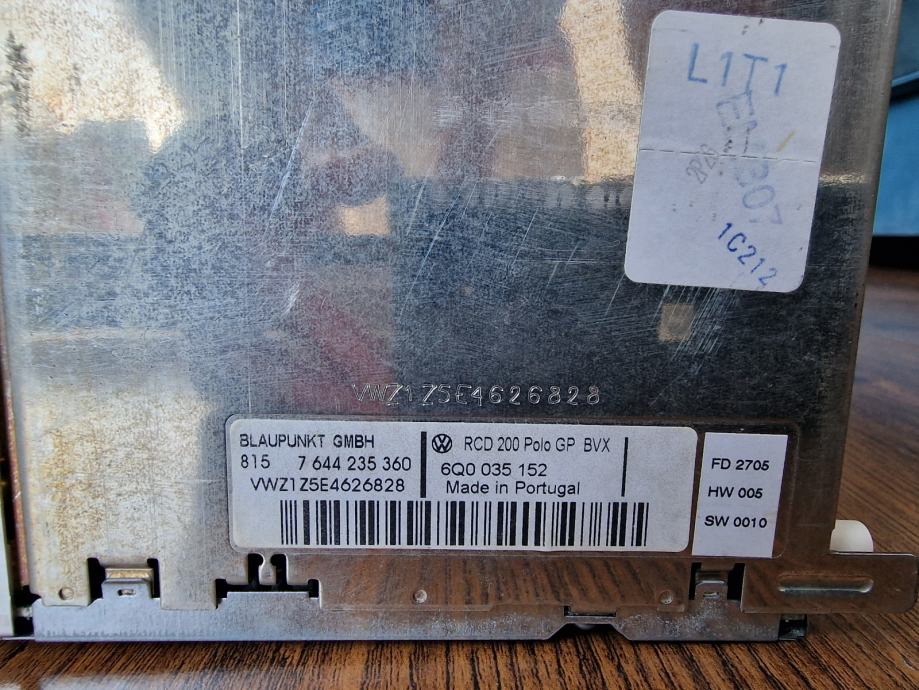 L1T1
1C212
VWZ1Z5E4626828
BLAUPUNKT GMBH
815 7 644 235 360
VWZ1Z5E4626828
RCD 200 Polo GP BVX
6Q0 035 152
Made in Portugal
FD 2705
HW 005
SW 0010